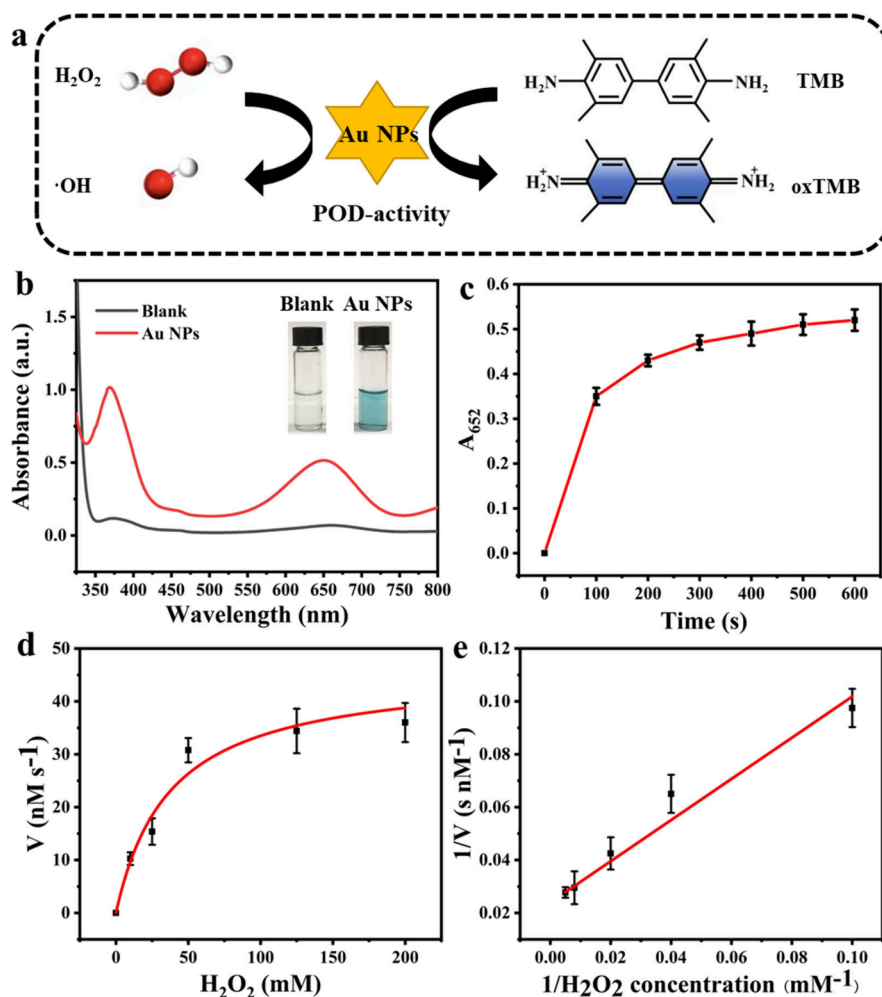 a
H₂O₂
·OH
Au NPs
POD-activity
H₂N
NH₂
TMB
H₂N⁺
NH₂⁺
oxTMB
b
Blank
Au NPs
Blank Au NPs
1.5
1.0
0.5
0.0
Absorbance (a.u.)
350 400 450 500 550 600 650 700 750 800
Wavelength (nm)
c
0.6
0.5
0.4
0.3
0.2
0.1
0.0
A₆₅₂
0 100 200 300 400 500 600
Time (s)
d
50
40
30
20
10
0
V (nM s⁻¹)
0 50 100 150 200
H₂O₂ (mM)
e
0.12
0.10
0.08
0.06
0.04
0.02
1/V (s nM⁻¹)
0.00 0.02 0.04 0.06 0.08 0.10
1/H₂O₂ concentration (mM⁻¹)